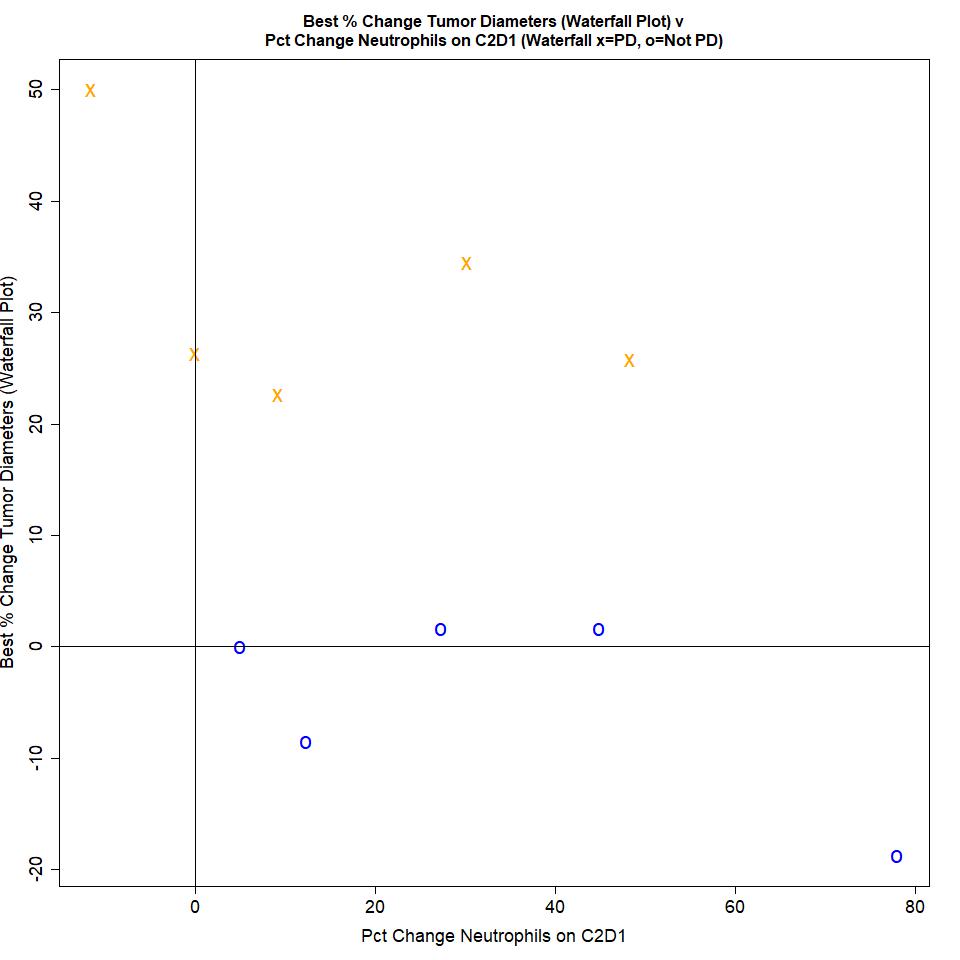 Best % Change Tumor Diameters (Waterfall Plot) v
Pct Change Neutrophils on C2D1 (Waterfall x=PD, o=Not PD)
Best % Change Tumor Diameters (Waterfall Plot)
50
40
30
20
10
0
-10
-20
X
X
X
X
X
O
O
O
O
O
0
20
40
60
80
Pct Change Neutrophils on C2D1